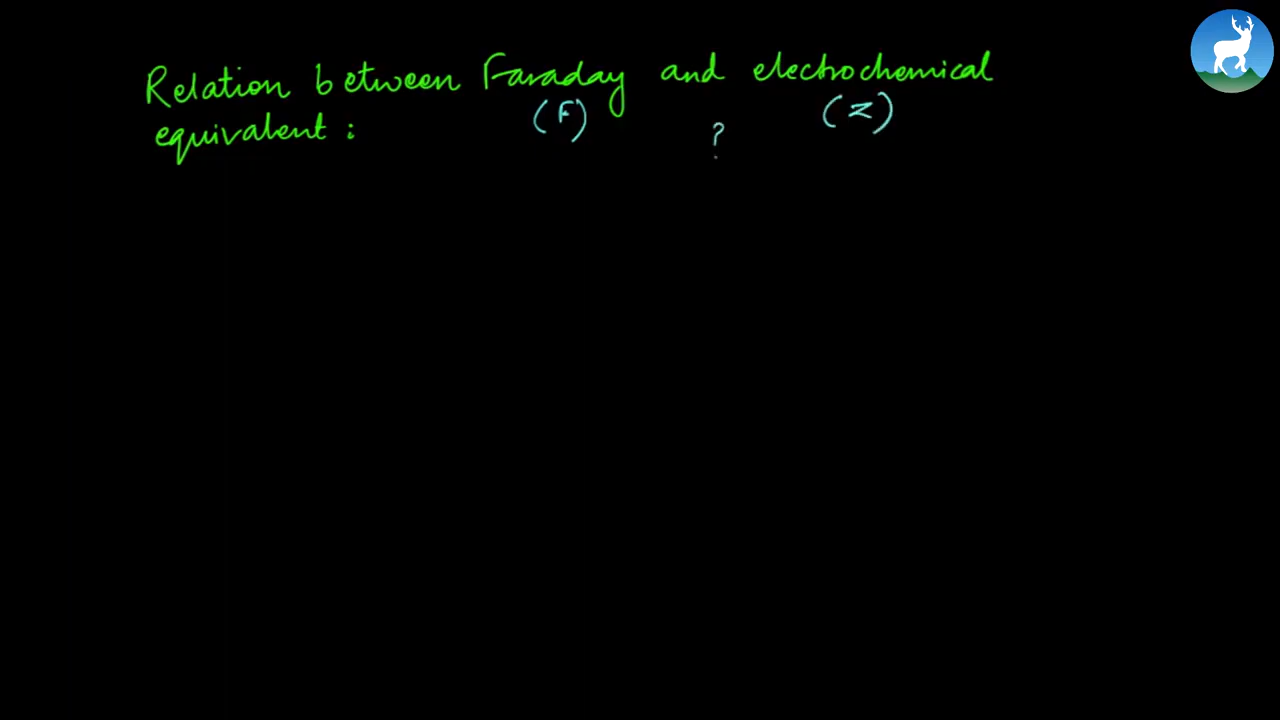 Relation between Faraday and electrochemical
(F) ? (Z)
equivalent :